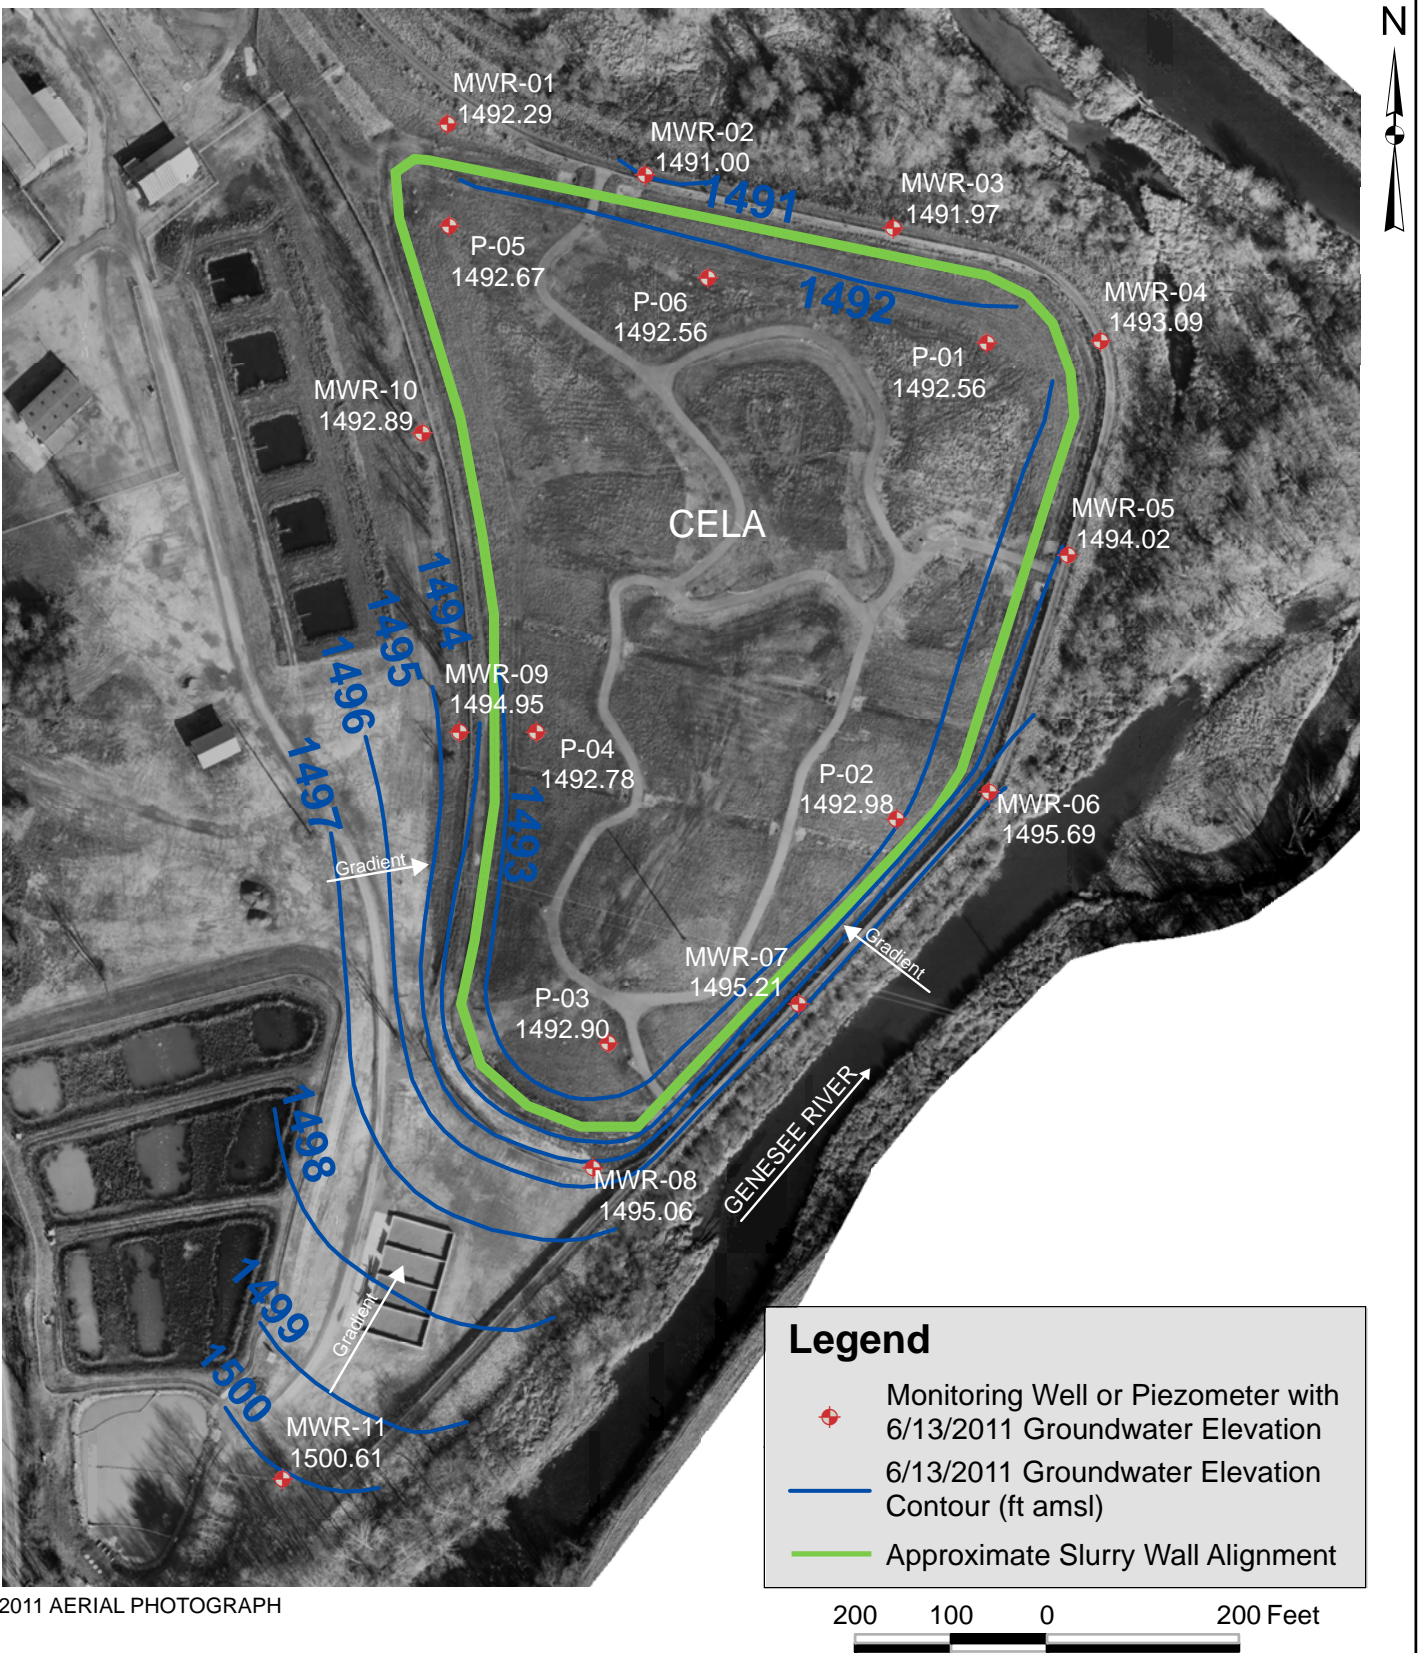 N
MWR-01
1492.29
MWR-02
1491.00
1491
MWR-03
1491.97
P-05
1492.67
P-06
1492.56
1492
MWR-04
1493.09
P-01
1492.56
MWR-10
1492.89
CELA
MWR-05
1494.02
1494
1495
1496
MWR-09
1494.95
1497
P-04
1492.78
P-02
1492.98
MWR-06
1495.69
1493
Gradient
Gradient
MWR-07
1495.21
P-03
1492.90
GENESEE RIVER
1498
MWR-08
1495.06
1499
Gradient
1500
MWR-11
1500.61
Legend
Monitoring Well or Piezometer with
6/13/2011 Groundwater Elevation
6/13/2011 Groundwater Elevation
Contour (ft amsl)
Approximate Slurry Wall Alignment
2011 AERIAL PHOTOGRAPH
200 100 0 200 Feet